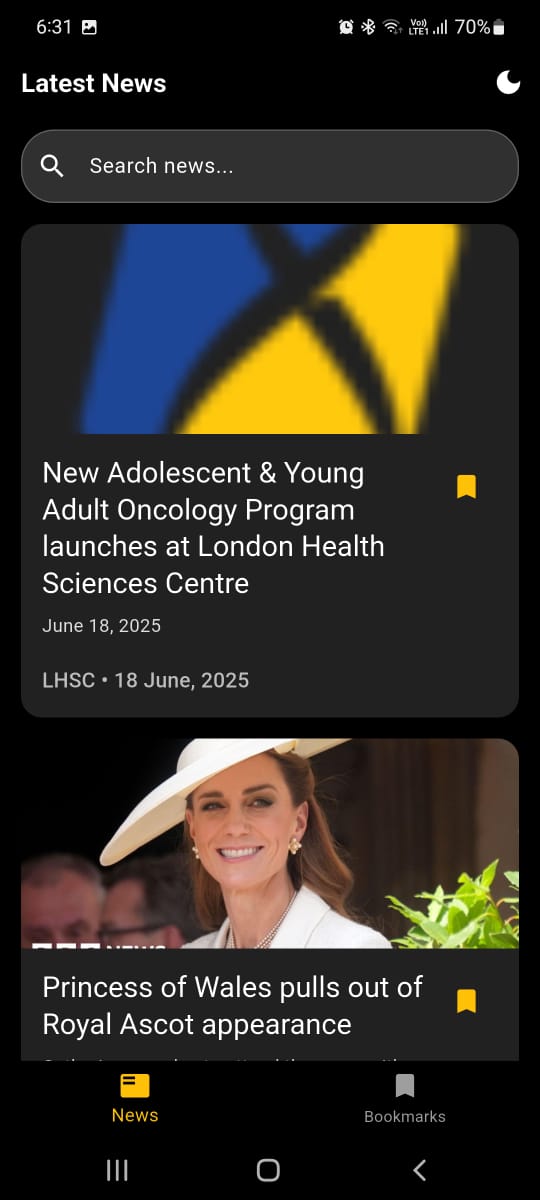 6:31
Vo)) LTE1 70%
Latest News
Search news...
New Adolescent & Young
Adult Oncology Program
launches at London Health
Sciences Centre
June 18, 2025
LHSC • 18 June, 2025
NEWS
Princess of Wales pulls out of
Royal Ascot appearance
News
Bookmarks